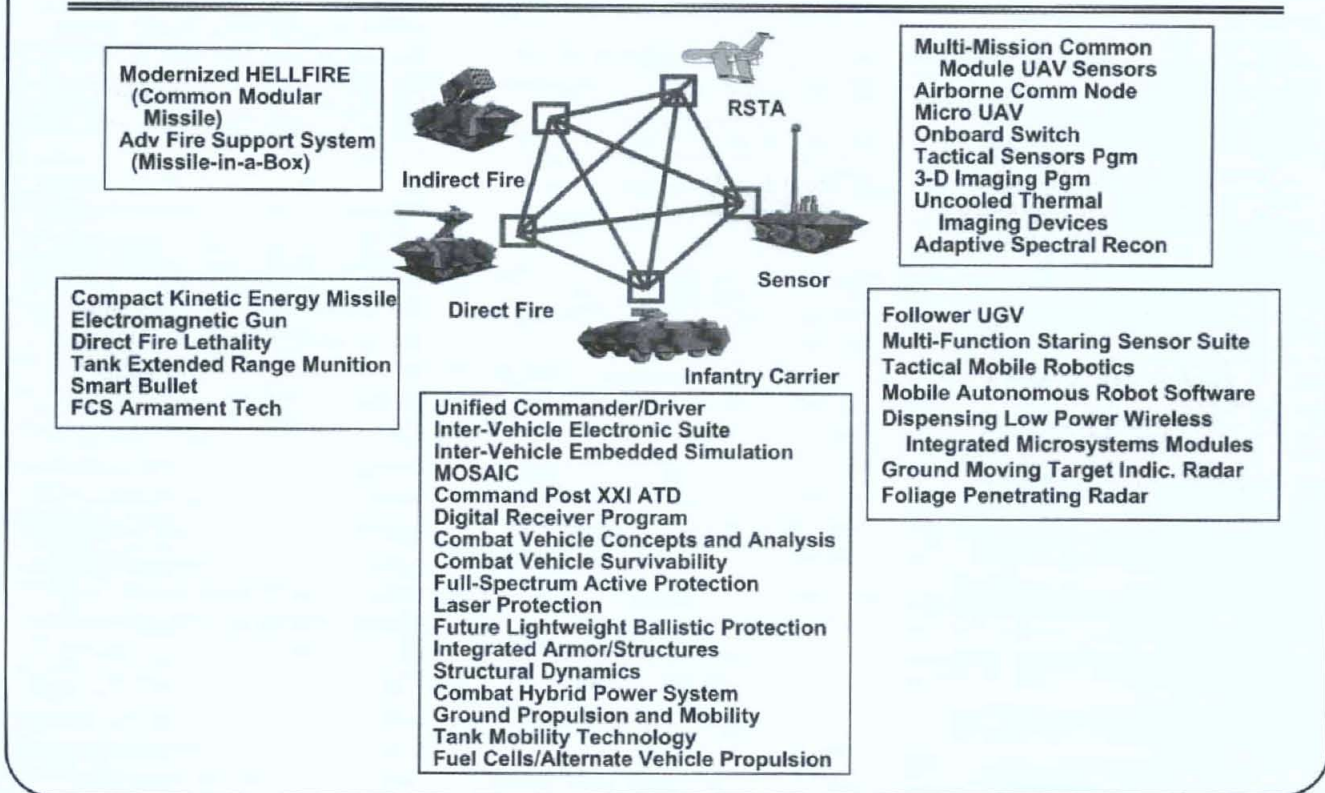 Modernized HELLFIRE
(Common Modular
Missile)
Adv Fire Support System
(Missile-in-a-Box)
Indirect Fire
RSTA
Multi-Mission Common
Module UAV Sensors
Airborne Comm Node
Micro UAV
Onboard Switch
Tactical Sensors Pgm
3-D Imaging Pgm
Uncooled Thermal
Imaging Devices
Adaptive Spectral Recon
Direct Fire
Sensor
Infantry Carrier
Compact Kinetic Energy Missile
Electromagnetic Gun
Direct Fire Lethality
Tank Extended Range Munition
Smart Bullet
FCS Armament Tech
Unified Commander/Driver
Inter-Vehicle Electronic Suite
Inter-Vehicle Embedded Simulation
MOSAIC
Command Post XXI ATD
Digital Receiver Program
Combat Vehicle Concepts and Analysis
Combat Vehicle Survivability
Full-Spectrum Active Protection
Laser Protection
Future Lightweight Ballistic Protection
Integrated Armor/Structures
Structural Dynamics
Combat Hybrid Power System
Ground Propulsion and Mobility
Tank Mobility Technology
Fuel Cells/Alternate Vehicle Propulsion
Follower UGV
Multi-Function Staring Sensor Suite
Tactical Mobile Robotics
Mobile Autonomous Robot Software
Dispensing Low Power Wireless
Integrated Microsystems Modules
Ground Moving Target Indic. Radar
Foliage Penetrating Radar